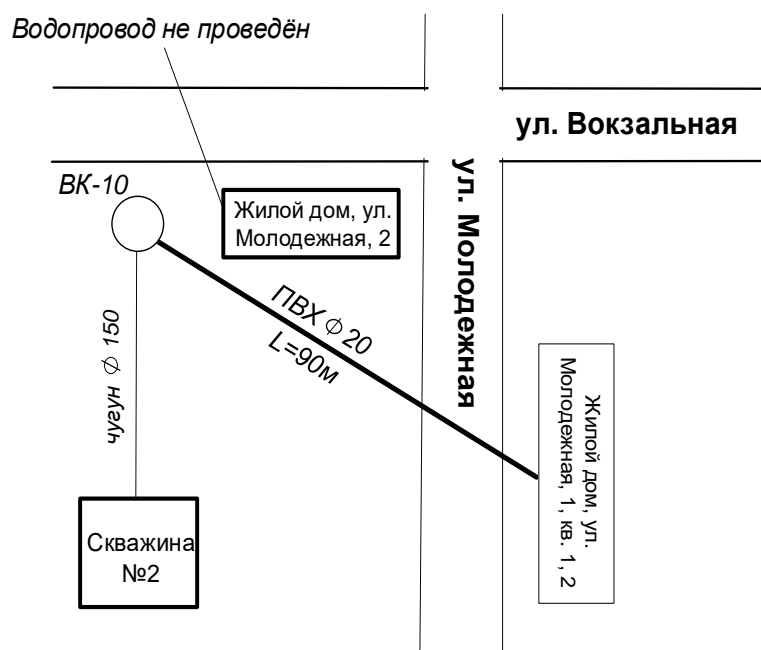 Водопровод не проведён
ул. Вокзальная
ВК-10
Жилой дом, ул.
Молодежная, 2
ул. Молодежная
ПВХ ⌀ 20
L=90м
чугун ⌀ 150
Жилой дом, ул.
Молодежная, 1, кв. 1, 2
Скважина
№2